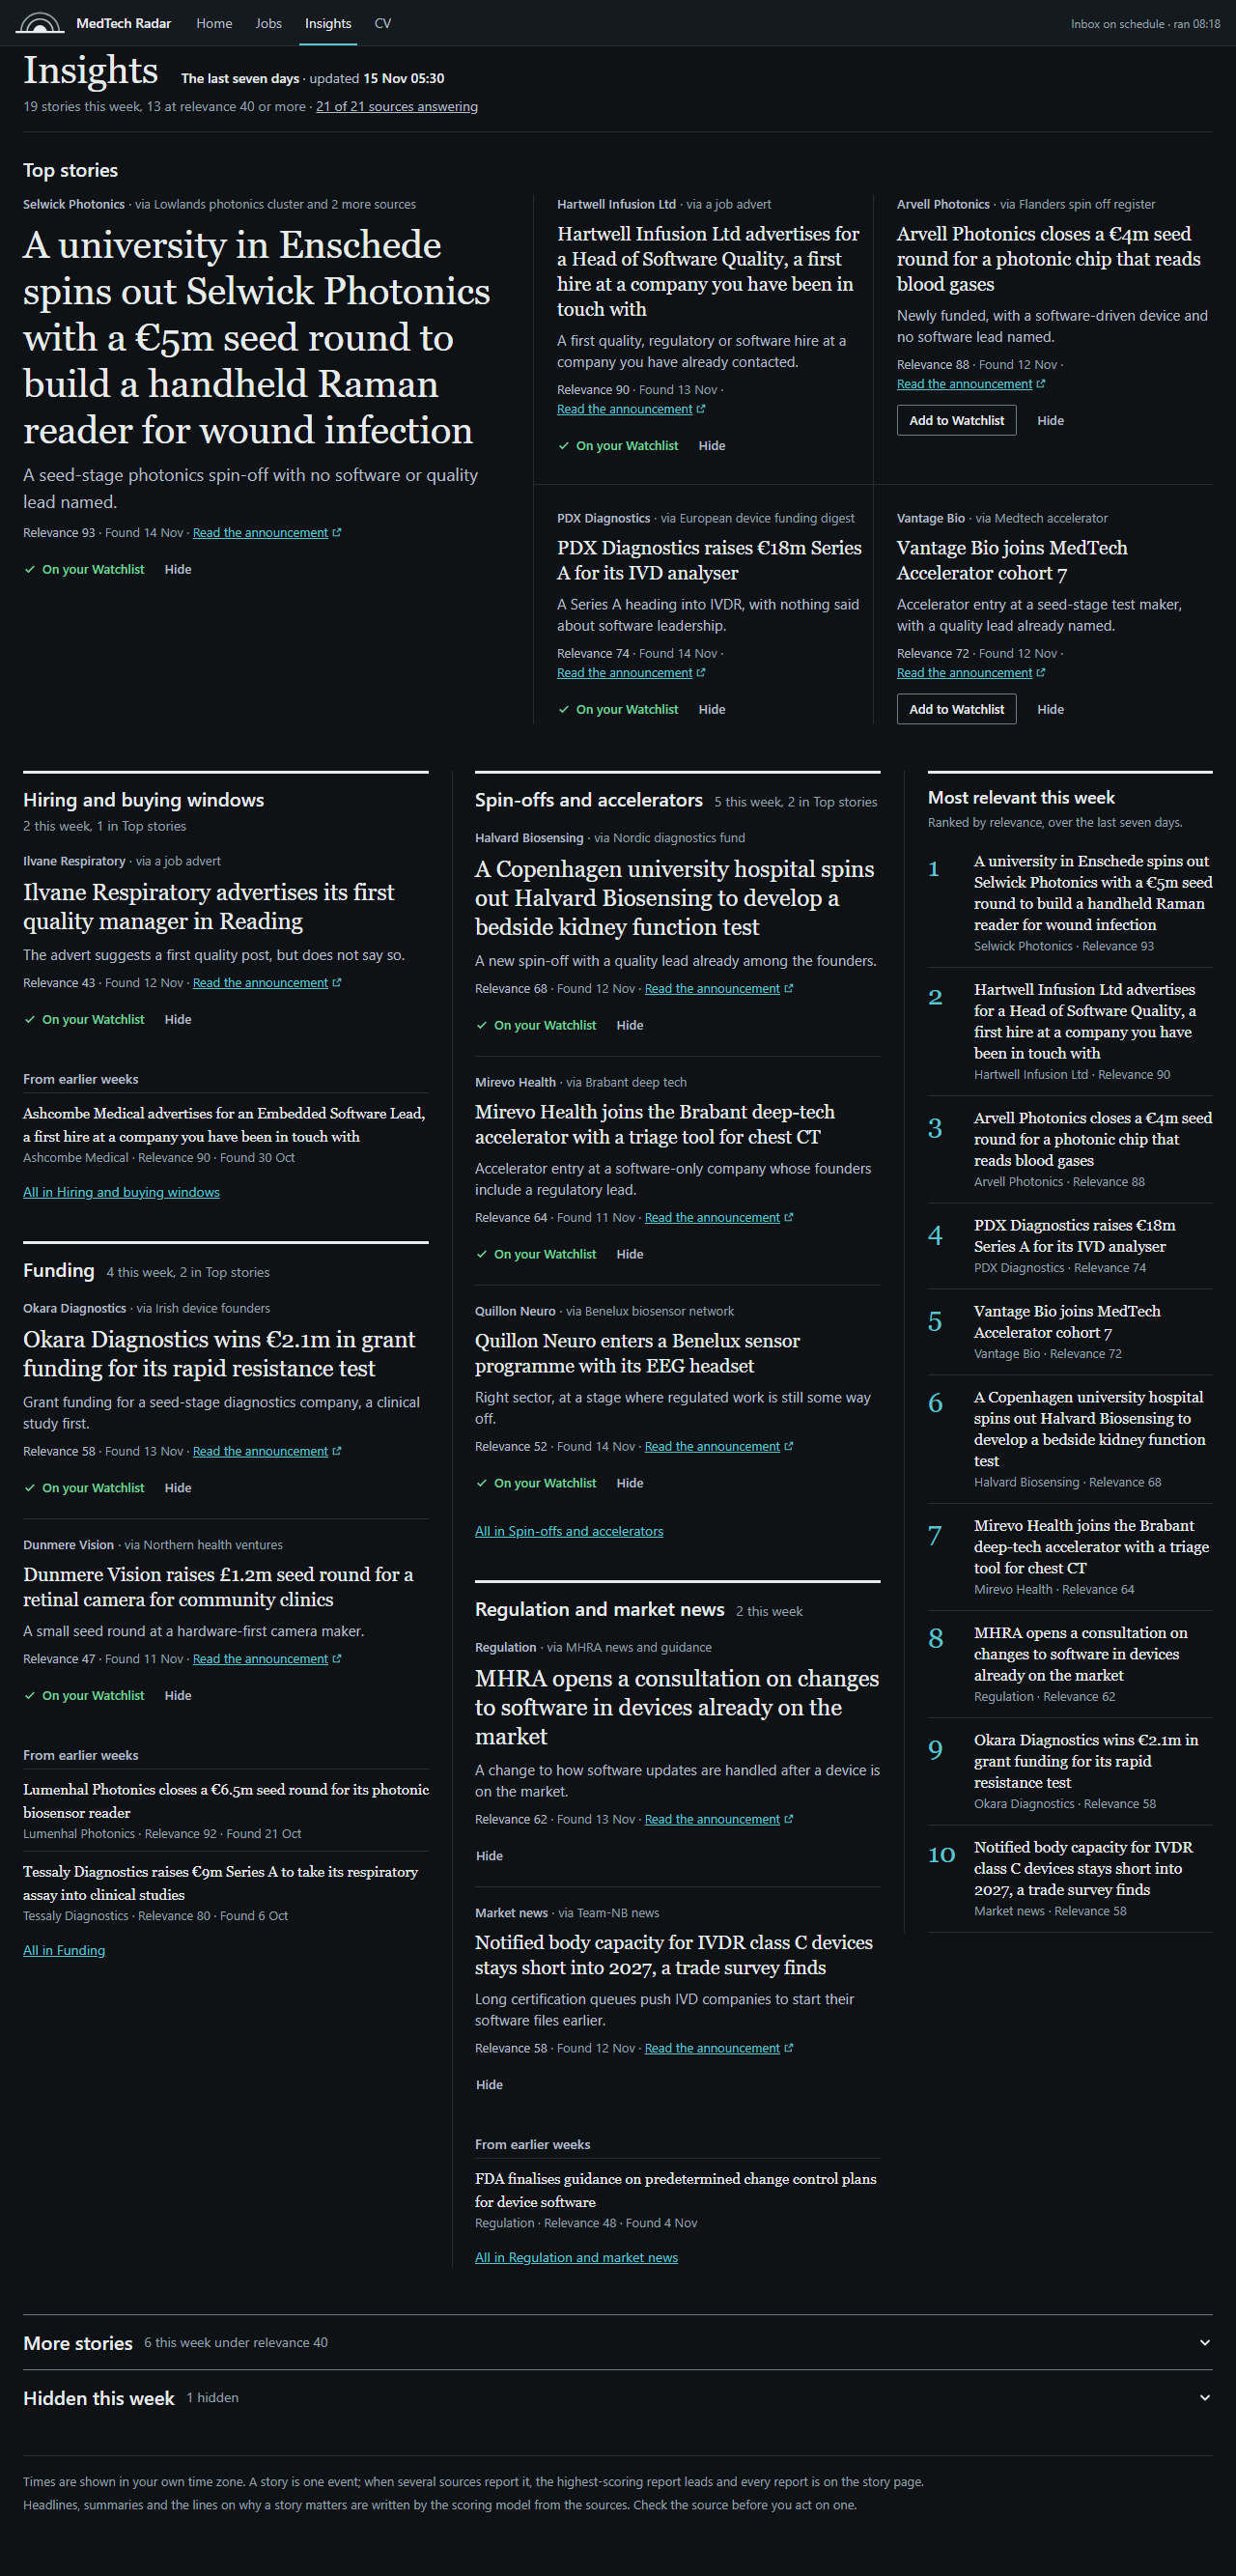 MedTech Radar Home Jobs Insights CV Inbox on schedule · ran 08:18
Insights The last seven days · updated 15 Nov 05:30
19 stories this week, 13 at relevance 40 or more · 21 of 21 sources answering
Top stories
Selwick Photonics · via Lowlands photonics cluster and 2 more sources
A university in Enschede
spins out Selwick Photonics
with a €5m seed round to
build a handheld Raman
reader for wound infection
A seed-stage photonics spin-off with no software or quality
lead named.
Relevance 93 · Found 14 Nov · Read the announcement
On your Watchlist Hide
Hartwell Infusion Ltd · via a job advert
Hartwell Infusion Ltd advertises for
a Head of Software Quality, a first
hire at a company you have been in
touch with
A first quality, regulatory or software hire at a
company you have already contacted.
Relevance 90 · Found 13 Nov ·
Read the announcement
On your Watchlist Hide
Arvell Photonics · via Flanders spin off register
Arvell Photonics closes a €4m seed
round for a photonic chip that reads
blood gases
Newly funded, with a software-driven device and
no software lead named.
Relevance 88 · Found 12 Nov ·
Read the announcement
Add to Watchlist Hide
PDX Diagnostics · via European device funding digest
PDX Diagnostics raises €18m Series
A for its IVD analyser
A Series A heading into IVDR, with nothing said
about software leadership.
Relevance 74 · Found 14 Nov ·
Read the announcement
On your Watchlist Hide
Vantage Bio · via Medtech accelerator
Vantage Bio joins MedTech
Accelerator cohort 7
Accelerator entry at a seed-stage test maker,
with a quality lead already named.
Relevance 72 · Found 12 Nov ·
Read the announcement
Add to Watchlist Hide
Hiring and buying windows
2 this week, 1 in Top stories
Ilvane Respiratory · via a job advert
Ilvane Respiratory advertises its first
quality manager in Reading
The advert suggests a first quality post, but does not say so.
Relevance 43 · Found 12 Nov · Read the announcement
On your Watchlist Hide
From earlier weeks
Ashcombe Medical advertises for an Embedded Software Lead,
a first hire at a company you have been in touch with
Ashcombe Medical · Relevance 90 · Found 30 Oct
All in Hiring and buying windows
Funding 4 this week, 2 in Top stories
Okara Diagnostics · via Irish device founders
Okara Diagnostics wins €2.1m in grant
funding for its rapid resistance test
Grant funding for a seed-stage diagnostics company, a clinical
study first.
Relevance 58 · Found 13 Nov · Read the announcement
On your Watchlist Hide
Dunmere Vision · via Northern health ventures
Dunmere Vision raises £1.2m seed round for a
retinal camera for community clinics
A small seed round at a hardware-first camera maker.
Relevance 47 · Found 11 Nov · Read the announcement
On your Watchlist Hide
From earlier weeks
Lumenhal Photonics closes a €6.5m seed round for its photonic
biosensor reader
Lumenhal Photonics · Relevance 92 · Found 21 Oct
Tessaly Diagnostics raises €9m Series A to take its respiratory
assay into clinical studies
Tessaly Diagnostics · Relevance 80 · Found 6 Oct
All in Funding
Spin-offs and accelerators 5 this week, 2 in Top stories
Halvard Biosensing · via Nordic diagnostics fund
A Copenhagen university hospital spins
out Halvard Biosensing to develop a
bedside kidney function test
A new spin-off with a quality lead already among the founders.
Relevance 68 · Found 12 Nov · Read the announcement
On your Watchlist Hide
Mirevo Health · via Brabant deep tech
Mirevo Health joins the Brabant deep-tech
accelerator with a triage tool for chest CT
Accelerator entry at a software-only company whose founders
include a regulatory lead.
Relevance 64 · Found 11 Nov · Read the announcement
On your Watchlist Hide
Quillon Neuro · via Benelux biosensor network
Quillon Neuro enters a Benelux sensor
programme with its EEG headset
Right sector, at a stage where regulated work is still some way
off.
Relevance 52 · Found 14 Nov · Read the announcement
On your Watchlist Hide
All in Spin-offs and accelerators
Regulation and market news 2 this week
Regulation · via MHRA news and guidance
MHRA opens a consultation on changes
to software in devices already on the
market
A change to how software updates are handled after a device is
on the market.
Relevance 62 · Found 13 Nov · Read the announcement
Hide
Market news · via Team-NB news
Notified body capacity for IVDR class C devices
stays short into 2027, a trade survey finds
Long certification queues push IVD companies to start their
software files earlier.
Relevance 58 · Found 12 Nov · Read the announcement
Hide
From earlier weeks
FDA finalises guidance on predetermined change control plans
for device software
Regulation · Relevance 48 · Found 4 Nov
All in Regulation and market news
Most relevant this week
Ranked by relevance, over the last seven days.
1 A university in Enschede spins out
Selwick Photonics with a €5m seed
round to build a handheld Raman
reader for wound infection
Selwick Photonics · Relevance 93
2 Hartwell Infusion Ltd advertises
for a Head of Software Quality, a
first hire at a company you have
been in touch with
Hartwell Infusion Ltd · Relevance 90
3 Arvell Photonics closes a €4m seed
round for a photonic chip that
reads blood gases
Arvell Photonics · Relevance 88
4 PDX Diagnostics raises €18m
Series A for its IVD analyser
PDX Diagnostics · Relevance 74
5 Vantage Bio joins MedTech
Accelerator cohort 7
Vantage Bio · Relevance 72
6 A Copenhagen university hospital
spins out Halvard Biosensing to
develop a bedside kidney function
test
Halvard Biosensing · Relevance 68
7 Mirevo Health joins the Brabant
deep-tech accelerator with a triage
tool for chest CT
Mirevo Health · Relevance 64
8 MHRA opens a consultation on
changes to software in devices
already on the market
Regulation · Relevance 62
9 Okara Diagnostics wins €2.1m in
grant funding for its rapid
resistance test
Okara Diagnostics · Relevance 58
10 Notified body capacity for IVDR
class C devices stays short into
2027, a trade survey finds
Market news · Relevance 58
More stories 6 this week under relevance 40
Hidden this week 1 hidden
Times are shown in your own time zone. A story is one event; when several sources report it, the highest-scoring report leads and every report is on the story page.
Headlines, summaries and the lines on why a story matters are written by the scoring model from the sources. Check the source before you act on one.